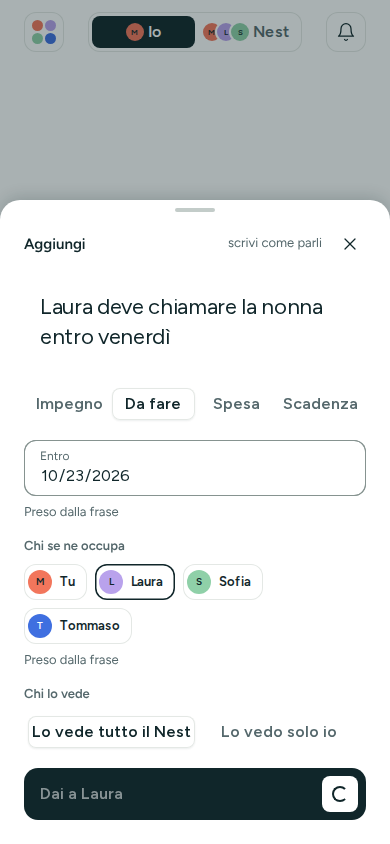 M Io M L S Nest
Aggiungi scrivi come parli
Laura deve chiamare la nonna
entro venerdì
Impegno Da fare Spesa Scadenza
Entro
10/23/2026
Preso dalla frase
Chi se ne occupa
M Tu L Laura S Sofia
T Tommaso
Preso dalla frase
Chi lo vede
Lo vede tutto il Nest Lo vedo solo io
Dai a Laura